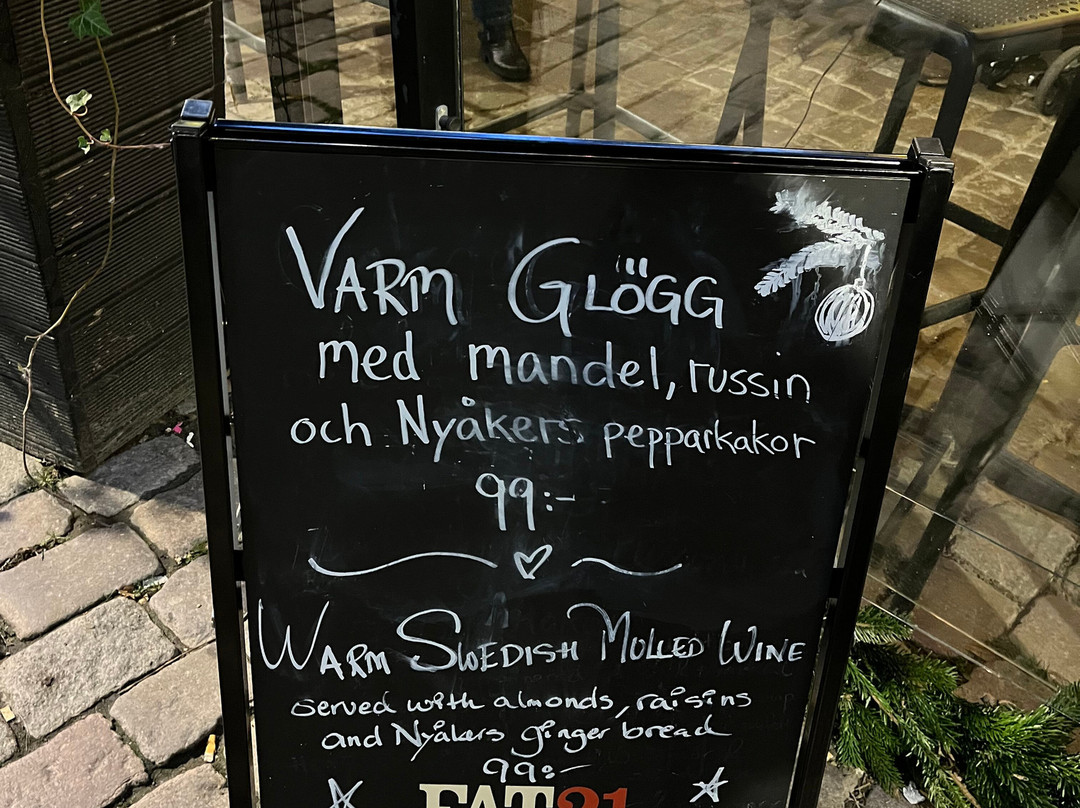 VARM GLÖGG
med mandel, russin
och Nyåkers pepparkakor
99:-
WARM SWEDISH MULLED WINE
served with almonds, raisins
and Nyåkers ginger bread
99:-
EAT21